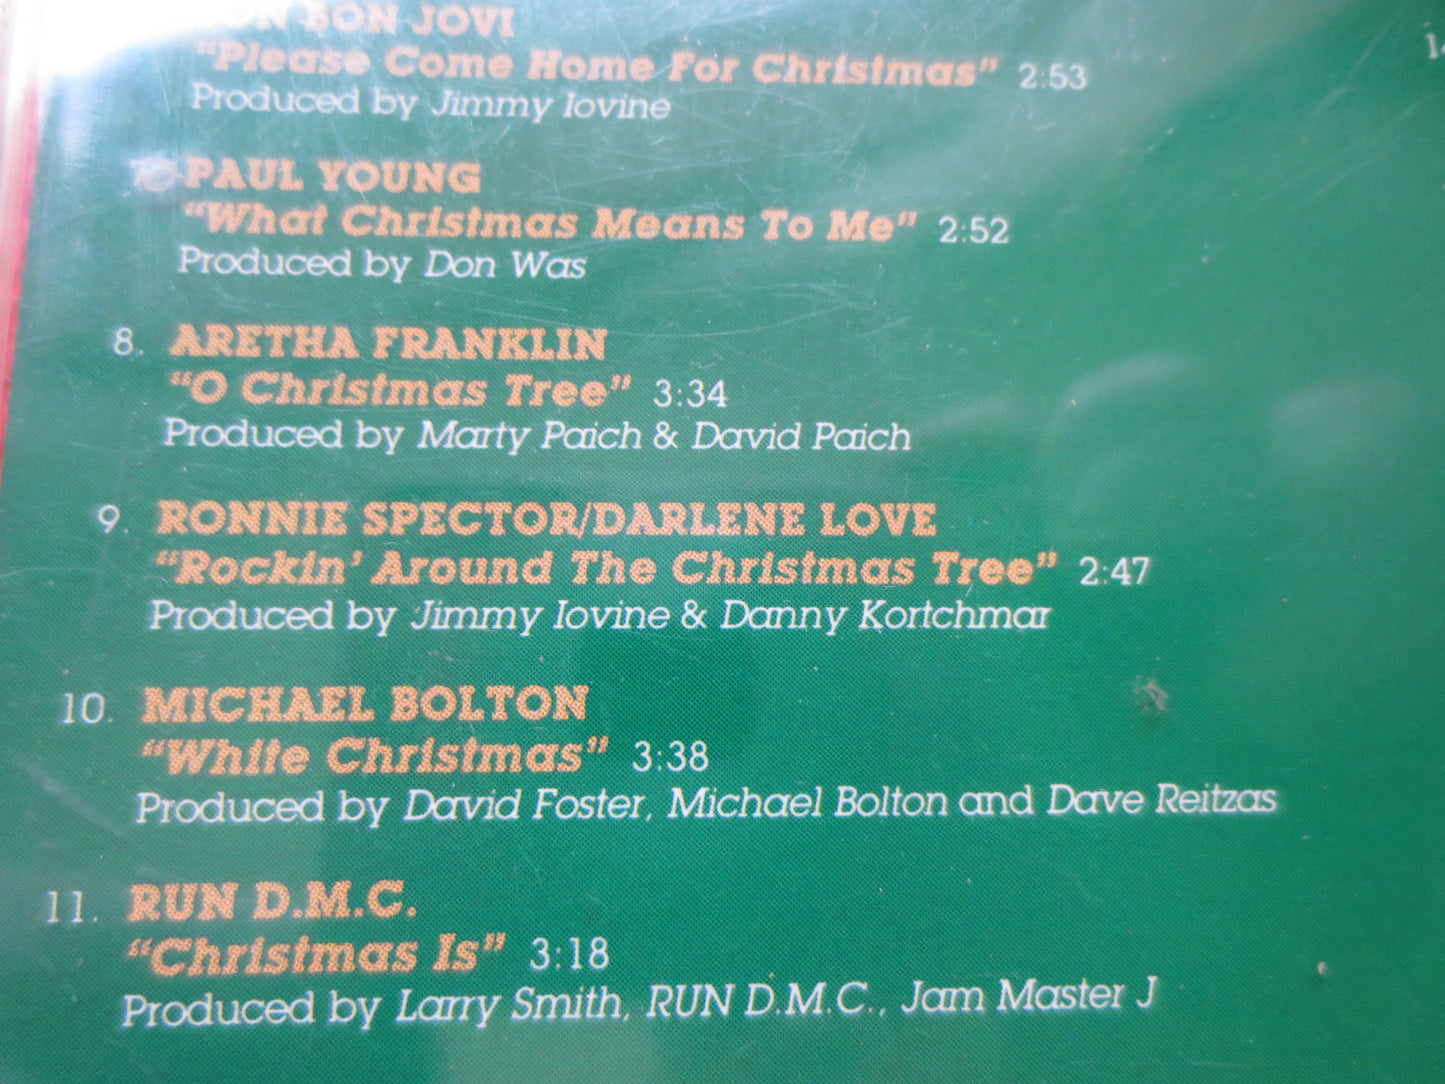 BON JOVI
"Please Come Home For Christmas" 2:53
Produced by Jimmy Iovine
PAUL YOUNG
"What Christmas Means To Me" 2:52
Produced by Don Was
8. ARETHA FRANKLIN
"O Christmas Tree" 3:34
Produced by Marty Paich & David Paich
9. RONNIE SPECTOR/DARLENE LOVE
"Rockin' Around The Christmas Tree" 2:47
Produced by Jimmy Iovine & Danny Kortchmar
10. MICHAEL BOLTON
"White Christmas" 3:38
Produced by David Foster, Michael Bolton and Dave Reitzas
11. RUN D.M.C.
"Christmas Is" 3:18
Produced by Larry Smith, RUN D.M.C., Jam Master J